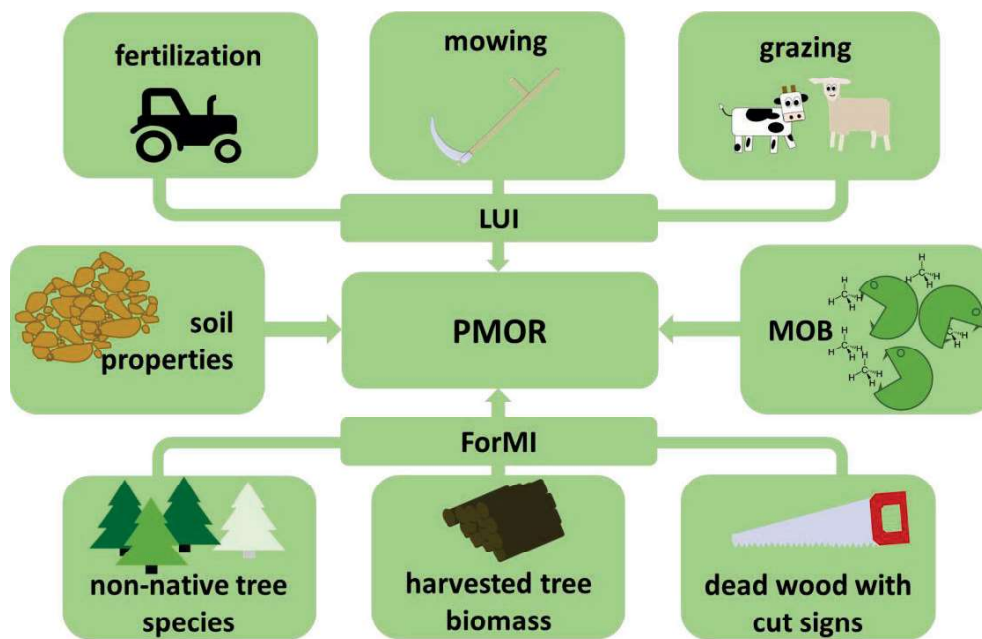 fertilization
mowing
grazing
LUI
soil
properties
PMOR
MOB
H
C
H
H
H
H
C
H
H
H
H
C
H
H
H
H
C
H
H
H
ForMI
non-native tree
species
harvested tree
biomass
dead wood with
cut signs